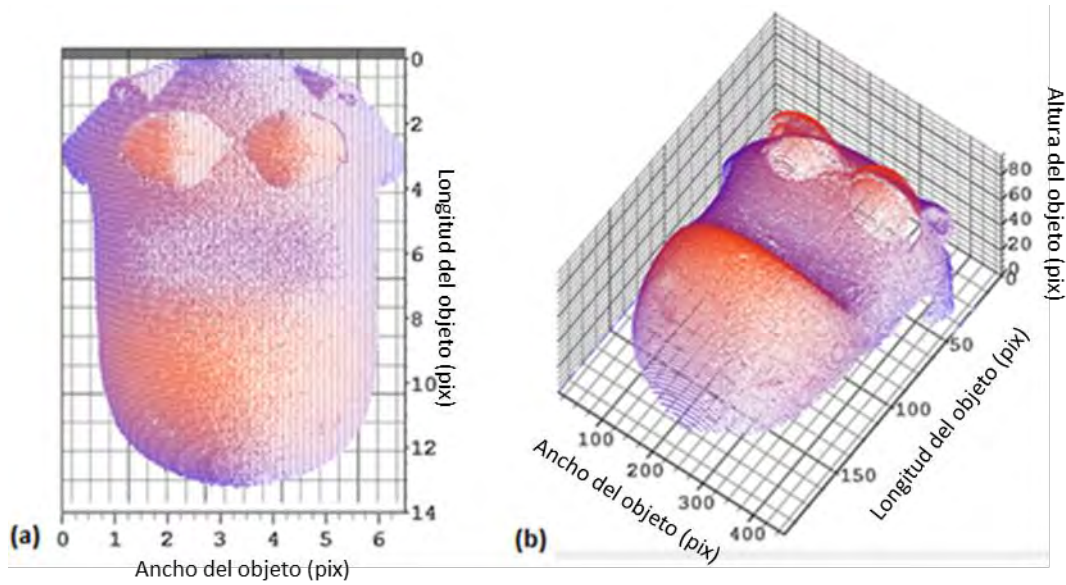 0
2
4
6
8
10
12
14
Longitud del objeto (pix)
(a)
0 1 2 3 4 5 6
Ancho del objeto (pix)
Altura del objeto (pix)
80
60
40
20
0
0
50
100
150
Longitud del objeto (pix)
100
200
300
400
Ancho del objeto (pix)
(b)